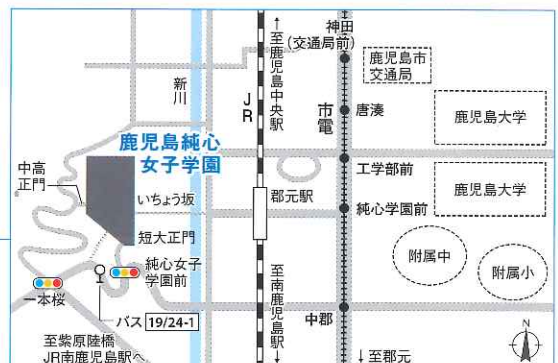 神田
(交通局前)
↑至鹿児島中央駅
鹿児島市
交通局
新川
JR
市電
唐湊
鹿児島大学
鹿児島純心
女子学園
中高
正門
工学部前
鹿児島大学
いちょう坂
郡元駅
純心学園前
短大正門
附属中
附属小
純心女子
学園前
一本桜
バス 19/24-1
至南鹿児島駅↓
中郡
至紫原陸橋
JR南鹿児島駅へ
↓至郡元
N